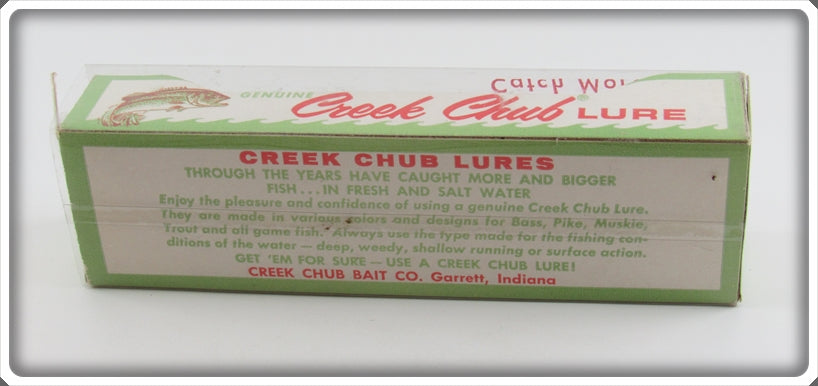 Catch Mo
GENUINE Creek Chub® LURE
CREEK CHUB LURES
THROUGH THE YEARS HAVE CAUGHT MORE AND BIGGER
FISH...IN FRESH AND SALT WATER
Enjoy the pleasure and confidence of using a genuine Creek Chub Lure.
They are made in various colors and designs for Bass, Pike, Muskie,
Trout and all game fish. Always use the type made for the fishing con-
ditions of the water — deep, weedy, shallow running or surface action.
GET 'EM FOR SURE — USE A CREEK CHUB LURE!
CREEK CHUB BAIT CO. Garrett, Indiana